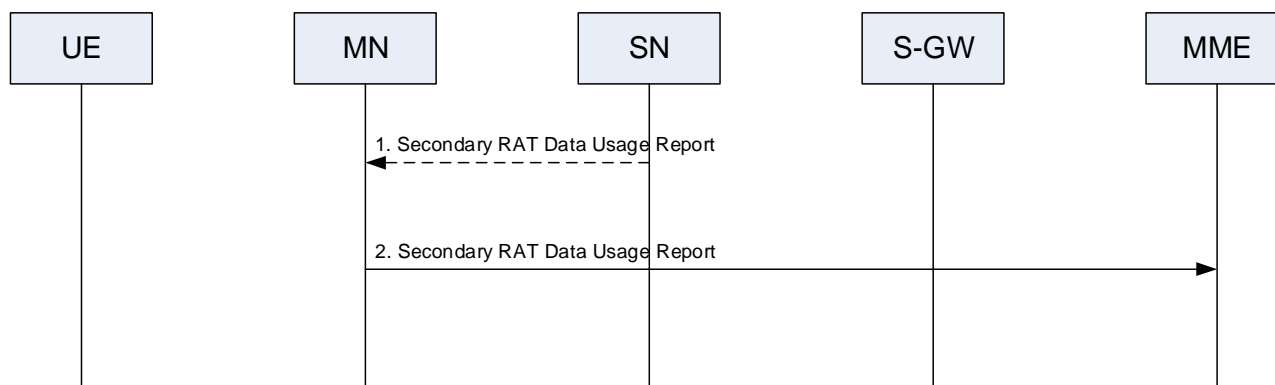 UE
MN
SN
S-GW
MME
1. Secondary RAT Data Usage Report
2. Secondary RAT Data Usage Report